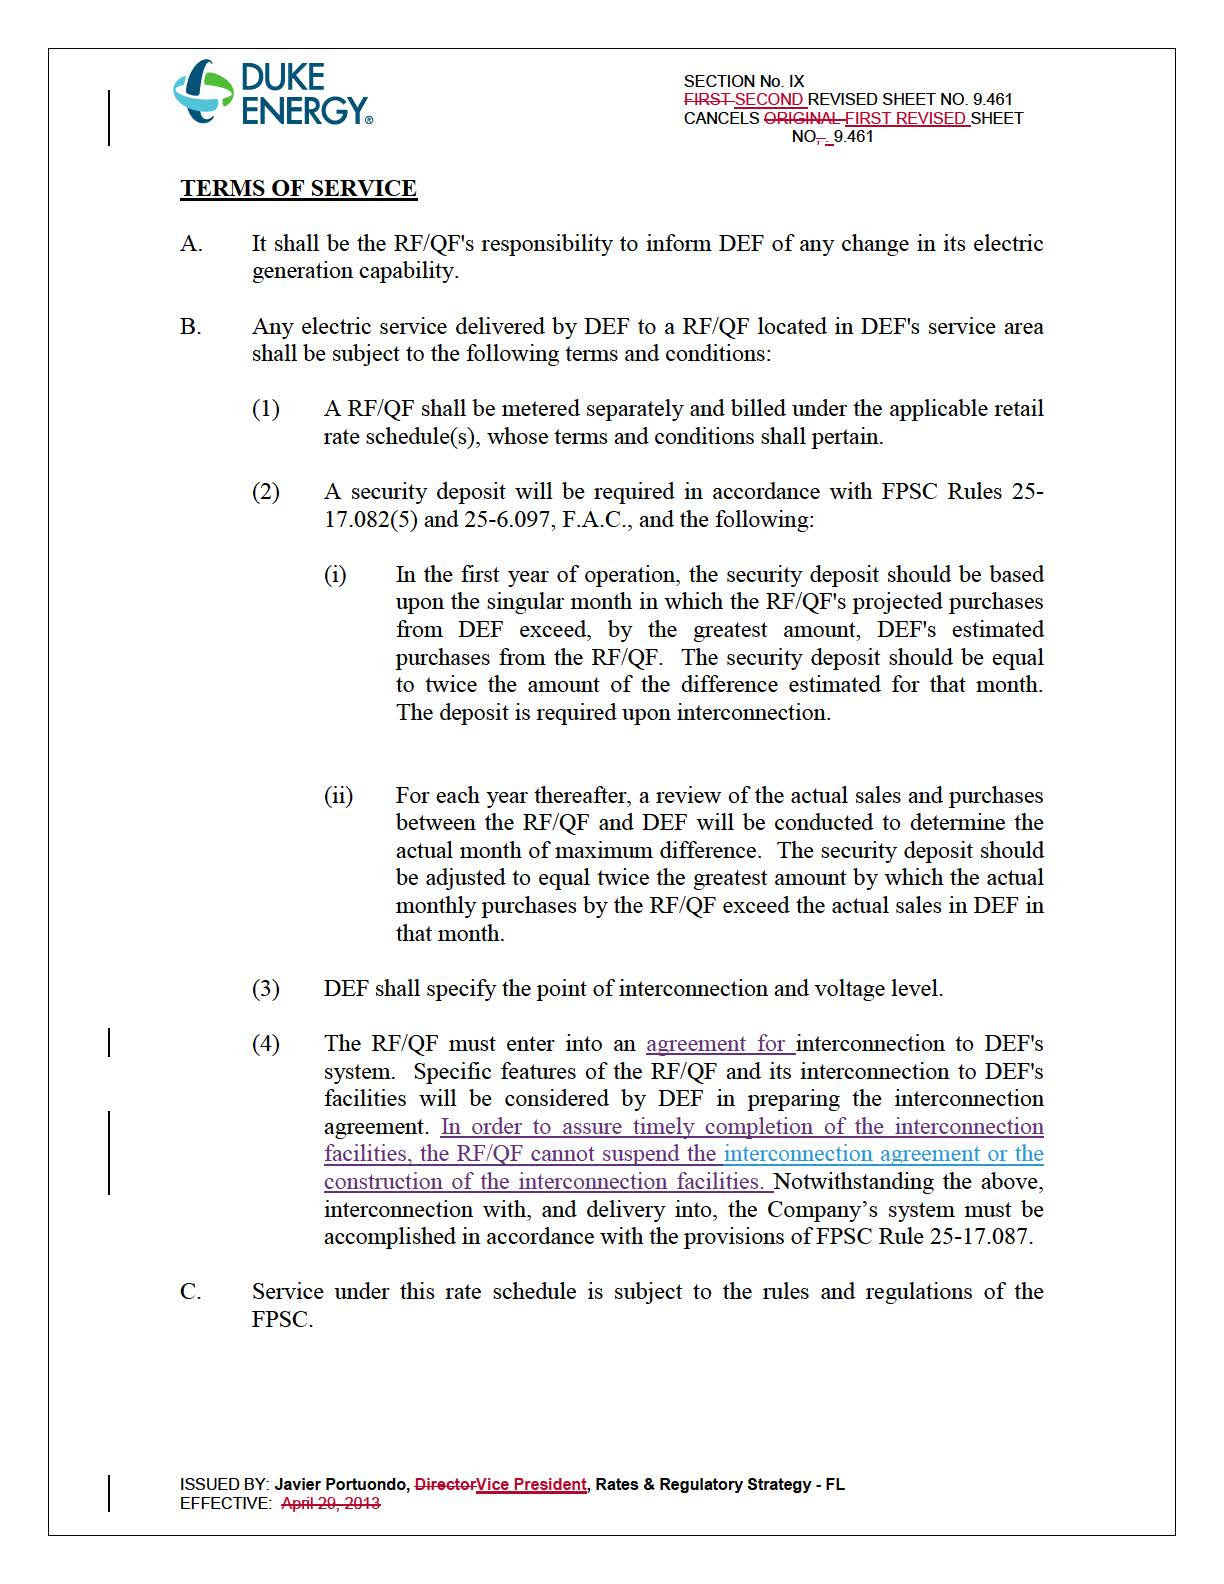 DUKE
ENERGY®
SECTION No. IX
FIRST SECOND REVISED SHEET NO. 9.461
CANCELS ORIGINAL FIRST REVISED SHEET
NO, . 9.461
TERMS OF SERVICE
A. It shall be the RF/QF's responsibility to inform DEF of any change in its electric
generation capability.
B. Any electric service delivered by DEF to a RF/QF located in DEF's service area
shall be subject to the following terms and conditions:
(1) A RF/QF shall be metered separately and billed under the applicable retail
rate schedule(s), whose terms and conditions shall pertain.
(2) A security deposit will be required in accordance with FPSC Rules 25-
17.082(5) and 25-6.097, F.A.C., and the following:
(i) In the first year of operation, the security deposit should be based
upon the singular month in which the RF/QF's projected purchases
from DEF exceed, by the greatest amount, DEF's estimated
purchases from the RF/QF. The security deposit should be equal
to twice the amount of the difference estimated for that month.
The deposit is required upon interconnection.
(ii) For each year thereafter, a review of the actual sales and purchases
between the RF/QF and DEF will be conducted to determine the
actual month of maximum difference. The security deposit should
be adjusted to equal twice the greatest amount by which the actual
monthly purchases by the RF/QF exceed the actual sales in DEF in
that month.
(3) DEF shall specify the point of interconnection and voltage level.
(4) The RF/QF must enter into an agreement for interconnection to DEF's
system. Specific features of the RF/QF and its interconnection to DEF's
facilities will be considered by DEF in preparing the interconnection
agreement. In order to assure timely completion of the interconnection
facilities, the RF/QF cannot suspend the interconnection agreement or the
construction of the interconnection facilities. Notwithstanding the above,
interconnection with, and delivery into, the Company’s system must be
accomplished in accordance with the provisions of FPSC Rule 25-17.087.
C. Service under this rate schedule is subject to the rules and regulations of the
FPSC.
ISSUED BY: Javier Portuondo, DirectorVice President, Rates & Regulatory Strategy - FL
EFFECTIVE: April 29, 2013